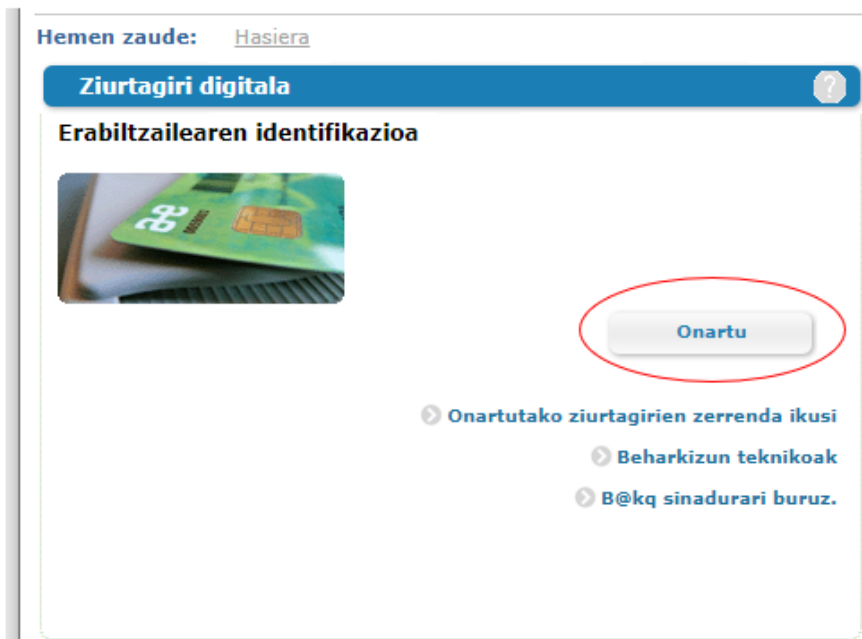 Hemen zaude: Hasiera
Ziurtagiri digitala ?
Erabiltzailearen identifikazioa
Onartu
Onartutako ziurtagirien zerrenda ikusi
Beharkizun teknikoak
B@kq sinadurari buruz.